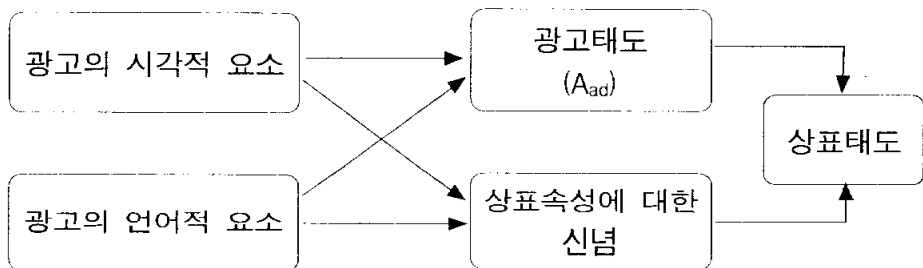 광고의 시각적 요소
광고태도
(Aad)
상표태도
광고의 언어적 요소
상표속성에 대한
신념